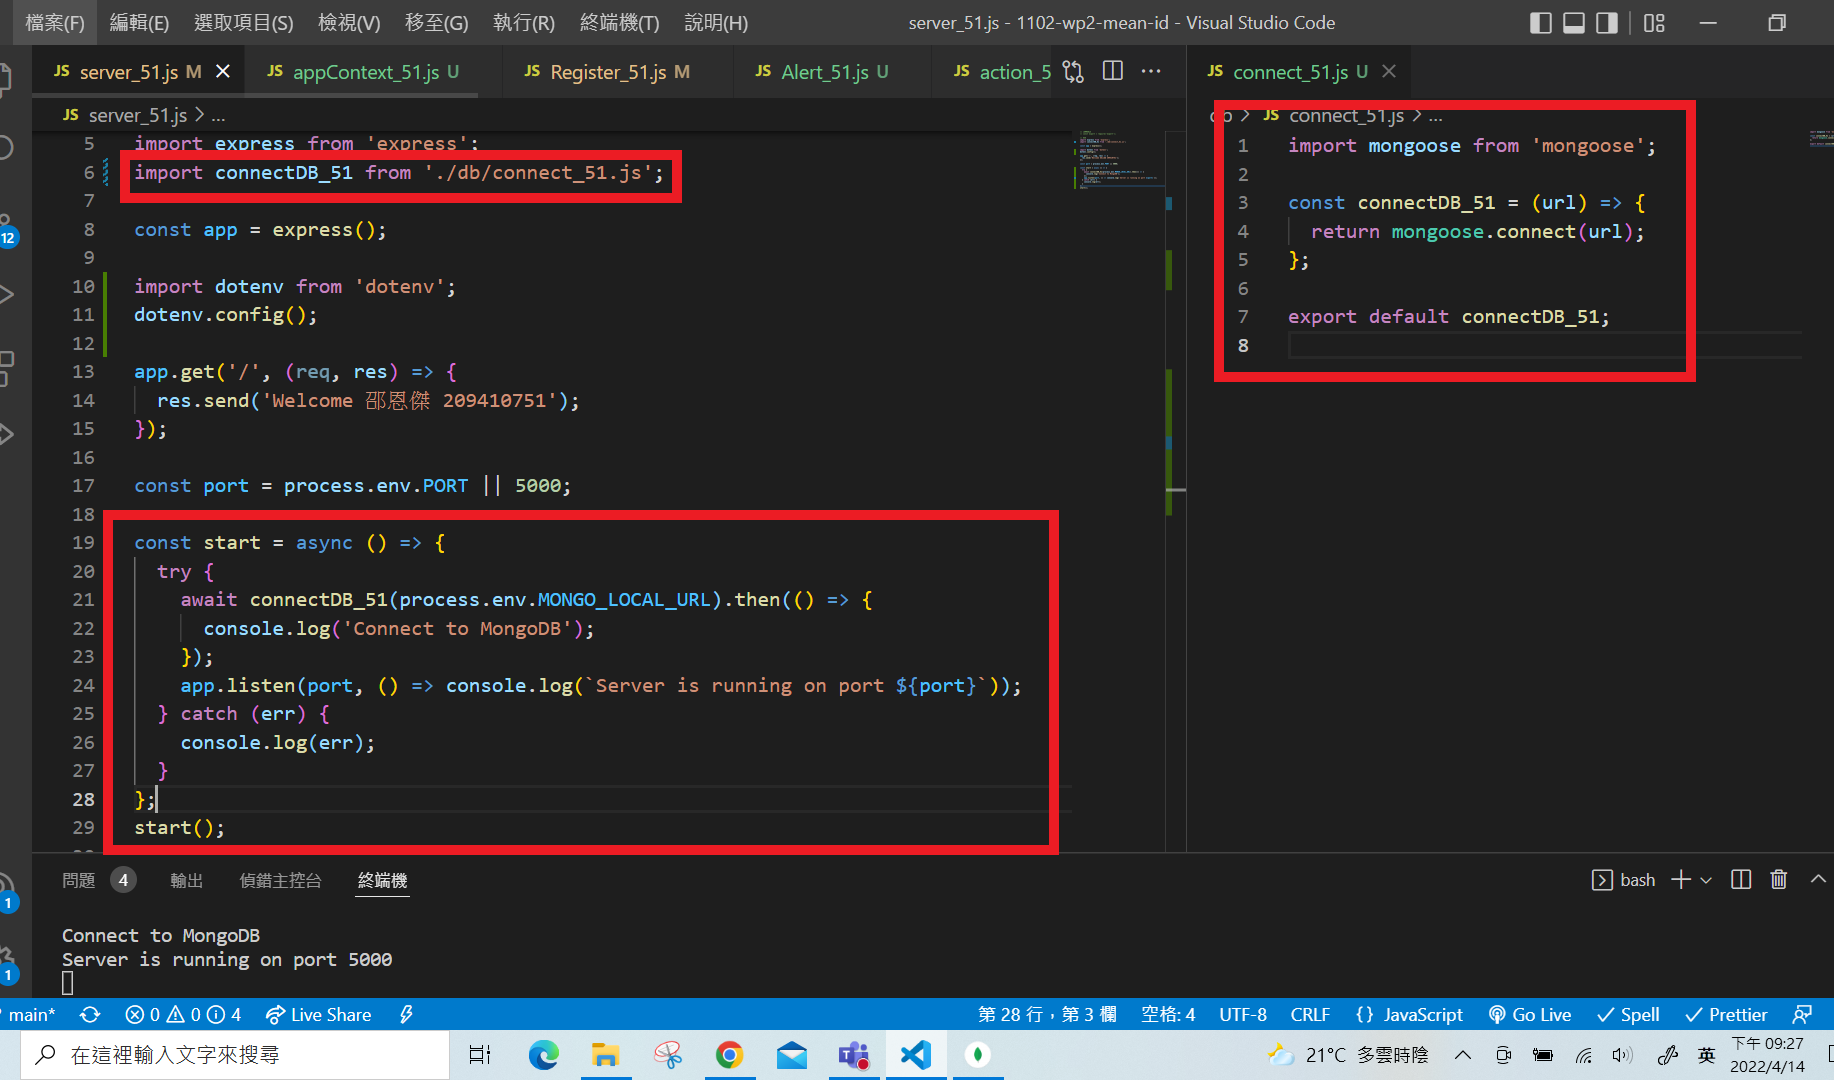 檔案(F) 編輯(E) 選取項目(S) 檢視(V) 移至(G) 執行(R) 終端機(T) 說明(H) server_51.js - 1102-wp2-mean-id - Visual Studio Code
JS server_51.js M JS appContext_51.js U JS Register_51.js M JS Alert_51.js U JS action_5
JS server_51.js > ...
5 import express from 'express';
6 import connectDB_51 from './db/connect_51.js';
7
8 const app = express();
9
10 import dotenv from 'dotenv';
11 dotenv.config();
12
13 app.get('/', (req, res) => {
14 res.send('Welcome 邵恩傑 209410751');
15 });
16
17 const port = process.env.PORT || 5000;
18
19 const start = async () => {
20 try {
21 await connectDB_51(process.env.MONGO_LOCAL_URL).then(() => {
22 console.log('Connect to MongoDB');
23 });
24 app.listen(port, () => console.log(`Server is running on port ${port}`));
25 } catch (err) {
26 console.log(err);
27 }
28 };
29 start();
JS connect_51.js U
db > JS connect_51.js > ...
1 import mongoose from 'mongoose';
2
3 const connectDB_51 = (url) => {
4 return mongoose.connect(url);
5 };
6
7 export default connectDB_51;
8
12
1
1
問題 4 輸出 偵錯主控台 終端機 bash
Connect to MongoDB
Server is running on port 5000
main* 0 0 4 Live Share 第 28 行，第 3 欄 空格: 4 UTF-8 CRLF {} JavaScript Go Live Spell Prettier
在這裡輸入文字來搜尋 21°C 多雲時陰 英 下午 09:27
2022/4/14